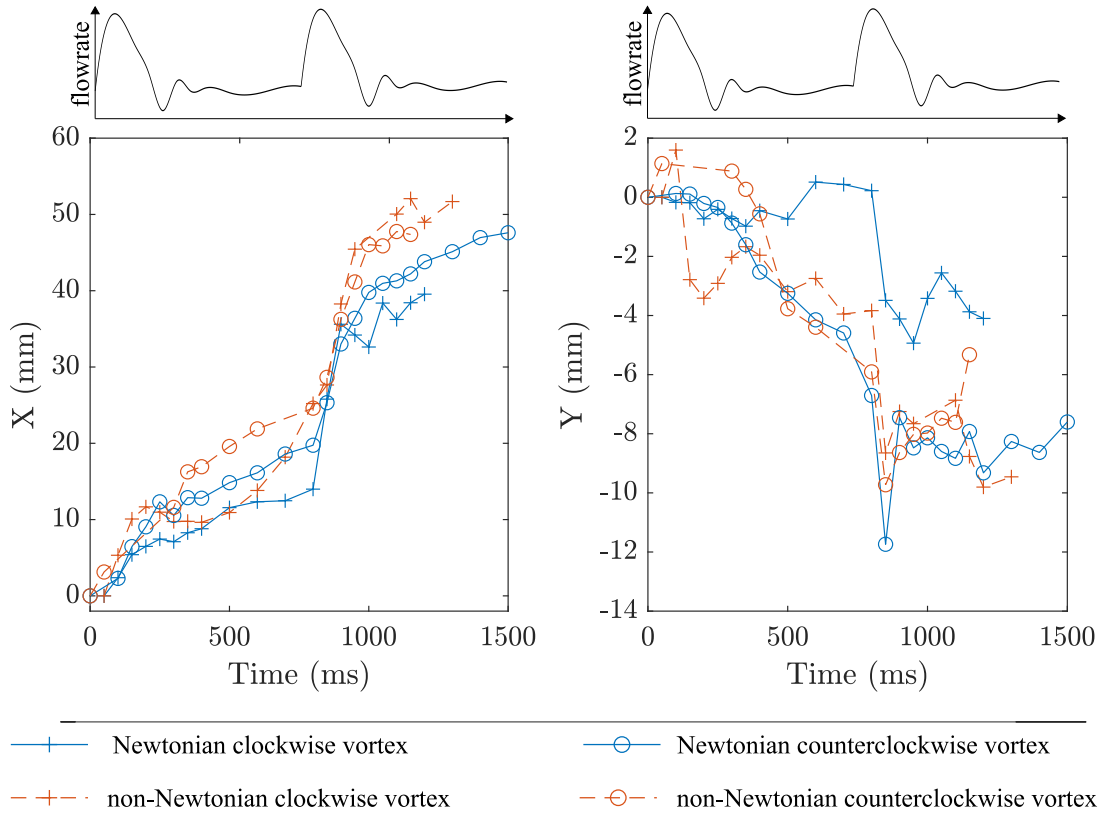 flowrate
flowrate
60
50
40
30
20
10
0
X (mm)
0
500
1000
1500
Time (ms)
2
0
-2
-4
-6
-8
-10
-12
-14
Y (mm)
0
500
1000
1500
Time (ms)
Newtonian clockwise vortex
Newtonian counterclockwise vortex
non-Newtonian clockwise vortex
non-Newtonian counterclockwise vortex